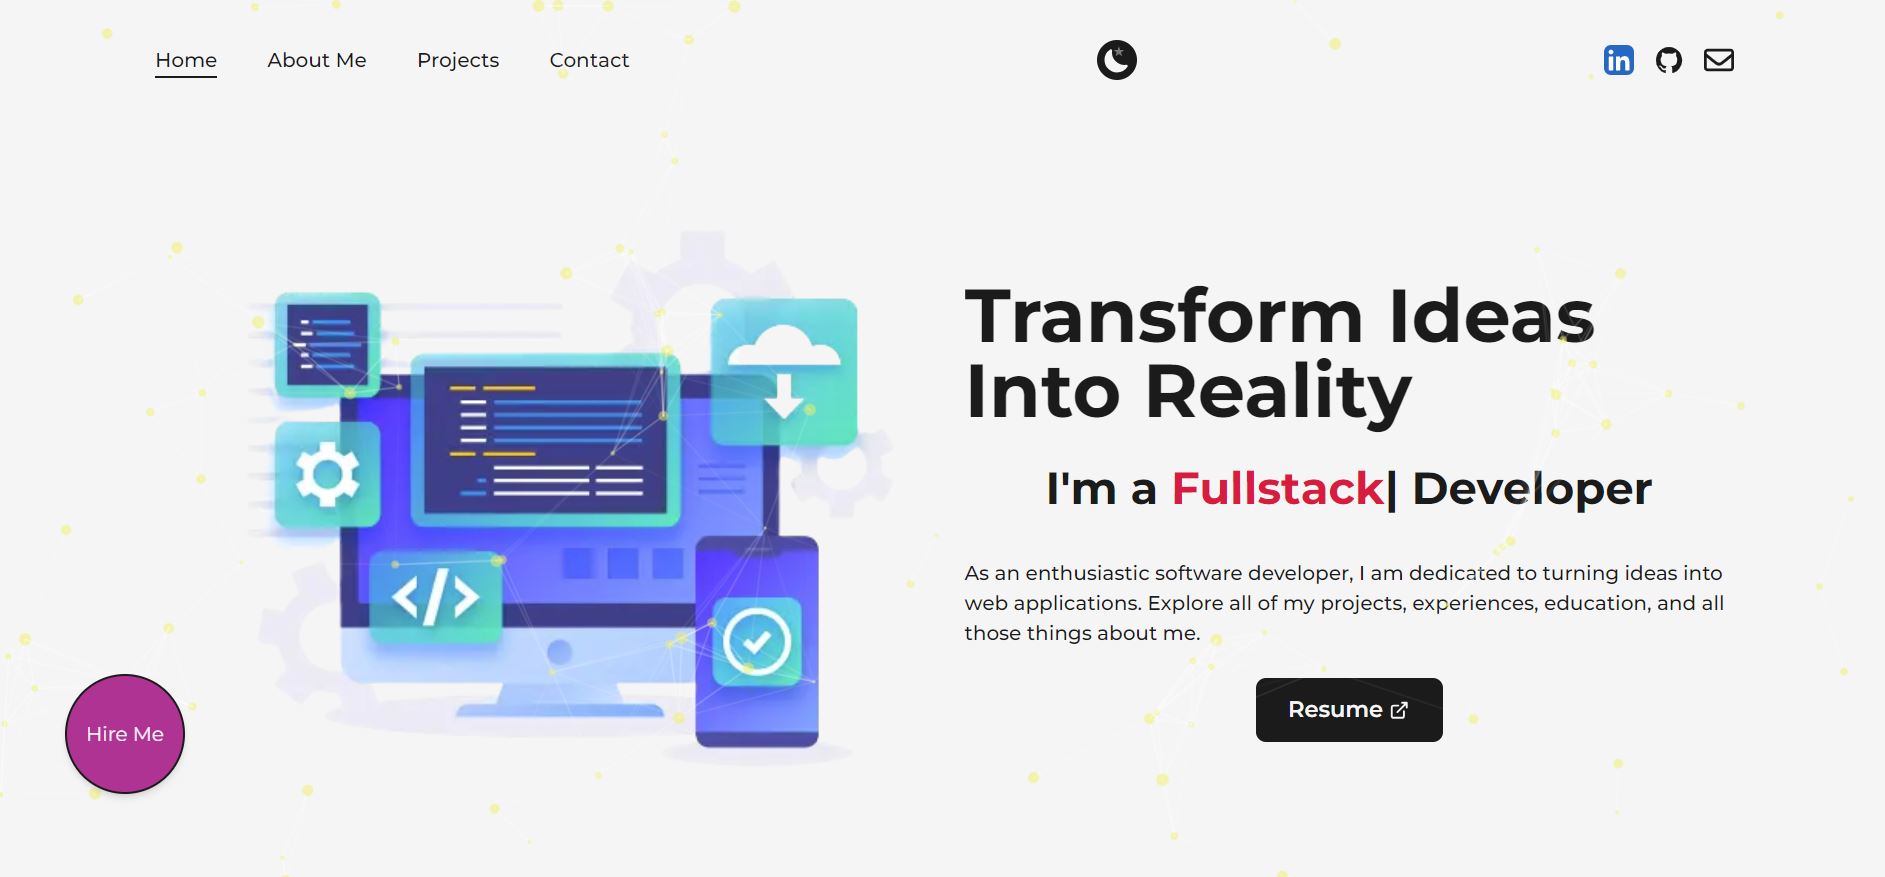 Home About Me Projects Contact
in
Transform Ideas
Into Reality
I'm a Fullstack| Developer
As an enthusiastic software developer, I am dedicated to turning ideas into
web applications. Explore all of my projects, experiences, education, and all
those things about me.
Resume
Hire Me